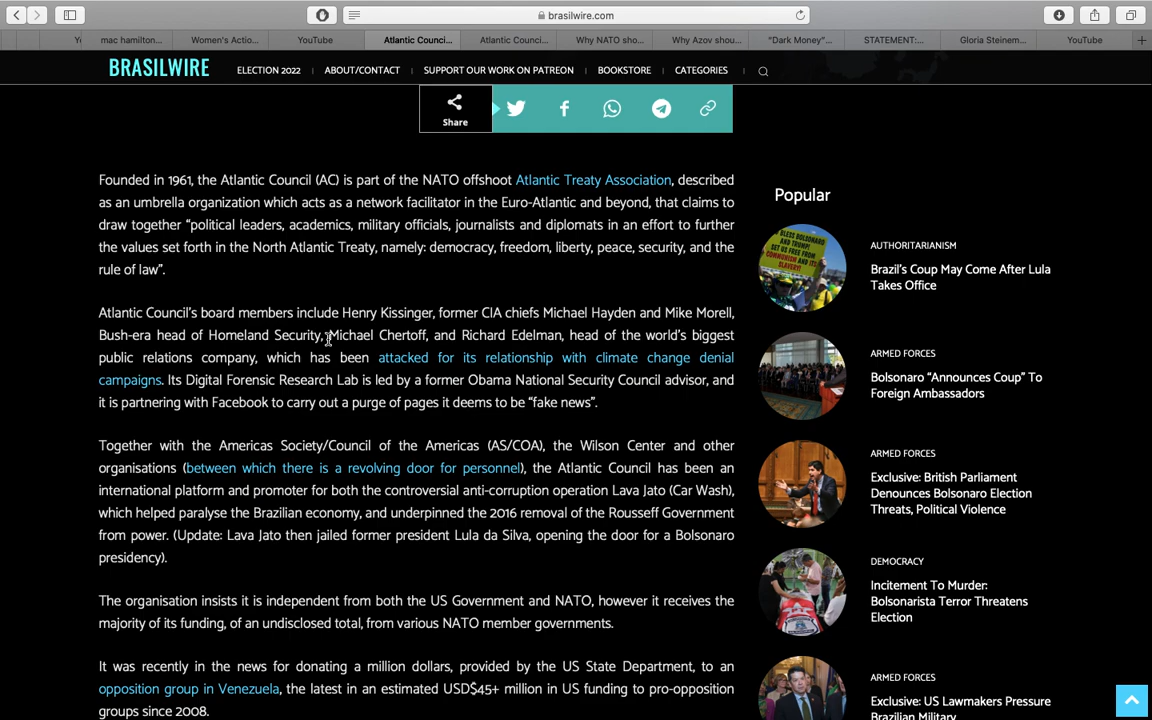 brasilwire.com
Yo
mac hamilton...
Women's Actio...
YouTube
Atlantic Counci...
Atlantic Counci...
Why NATO sho...
Why Azov shou...
"Dark Money"...
STATEMENT:...
Gloria Steinem...
YouTube
BRASILWIRE
ELECTION 2022
ABOUT/CONTACT
SUPPORT OUR WORK ON PATREON
BOOKSTORE
CATEGORIES
Share
Founded in 1961, the Atlantic Council (AC) is part of the NATO offshoot Atlantic Treaty Association, described
as an umbrella organization which acts as a network facilitator in the Euro-Atlantic and beyond, that claims to
draw together “political leaders, academics, military officials, journalists and diplomats in an effort to further
the values set forth in the North Atlantic Treaty, namely: democracy, freedom, liberty, peace, security, and the
rule of law”.
Atlantic Council’s board members include Henry Kissinger, former CIA chiefs Michael Hayden and Mike Morell,
Bush-era head of Homeland Security, Michael Chertoff, and Richard Edelman, head of the world’s biggest
public relations company, which has been attacked for its relationship with climate change denial
campaigns. Its Digital Forensic Research Lab is led by a former Obama National Security Council advisor, and
it is partnering with Facebook to carry out a purge of pages it deems to be “fake news”.
Together with the Americas Society/Council of the Americas (AS/COA), the Wilson Center and other
organisations (between which there is a revolving door for personnel), the Atlantic Council has been an
international platform and promoter for both the controversial anti-corruption operation Lava Jato (Car Wash),
which helped paralyse the Brazilian economy, and underpinned the 2016 removal of the Rousseff Government
from power. (Update: Lava Jato then jailed former president Lula da Silva, opening the door for a Bolsonaro
presidency).
The organisation insists it is independent from both the US Government and NATO, however it receives the
majority of its funding, of an undisclosed total, from various NATO member governments.
It was recently in the news for donating a million dollars, provided by the US State Department, to an
opposition group in Venezuela, the latest in an estimated USD$45+ million in US funding to pro-opposition
groups since 2008.
Popular
AUTHORITARIANISM
Brazil’s Coup May Come After Lula
Takes Office
ARMED FORCES
Bolsonaro “Announces Coup” To
Foreign Ambassadors
ARMED FORCES
Exclusive: British Parliament
Denounces Bolsonaro Election
Threats, Political Violence
DEMOCRACY
Incitement To Murder:
Bolsonarista Terror Threatens
Election
ARMED FORCES
Exclusive: US Lawmakers Pressure
Brazilian Military